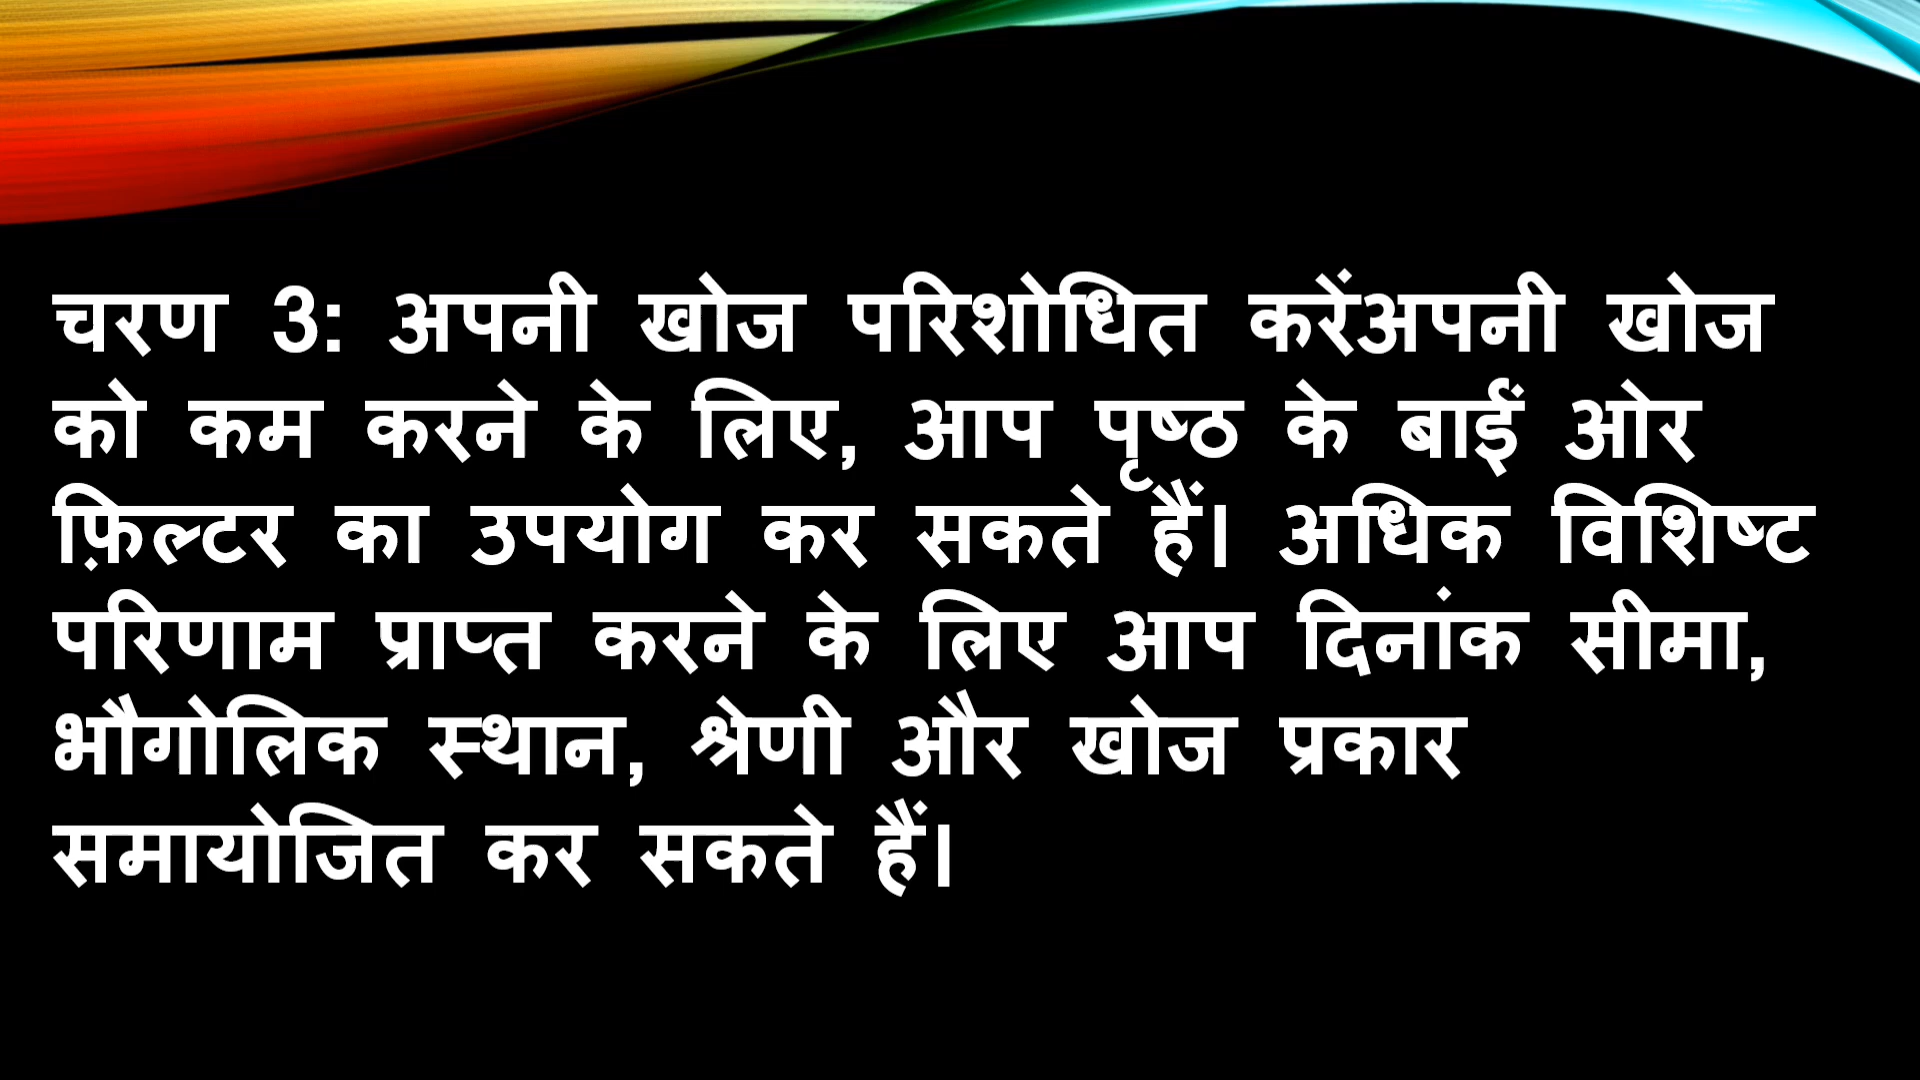 चरण 3: अपनी खोज परिशोधित करेंअपनी खोज
को कम करने के लिए, आप पृष्ठ के बाईं ओर
फ़िल्टर का उपयोग कर सकते हैं। अधिक विशिष्ट
परिणाम प्राप्त करने के लिए आप दिनांक सीमा,
भौगोलिक स्थान, श्रेणी और खोज प्रकार
समायोजित कर सकते हैं।